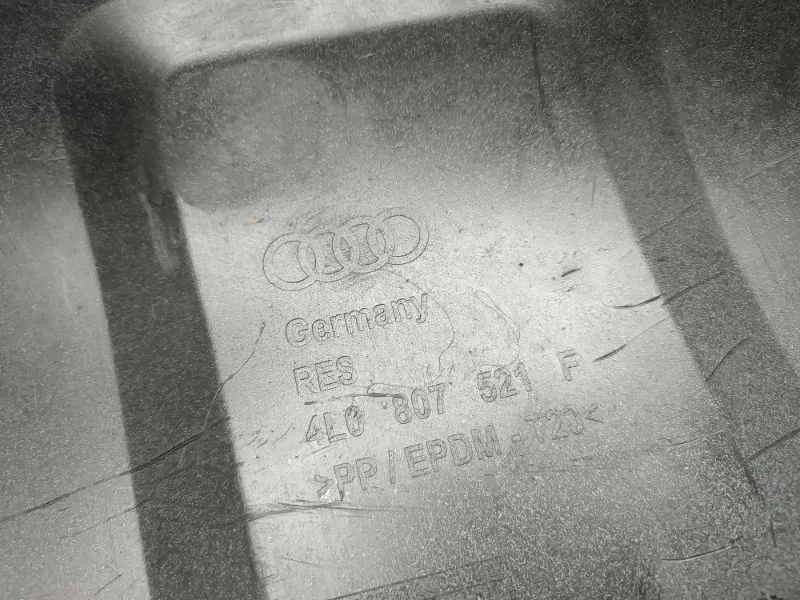 Germany
RES
4L0 807 521 F
>PP/EPDM-T20<